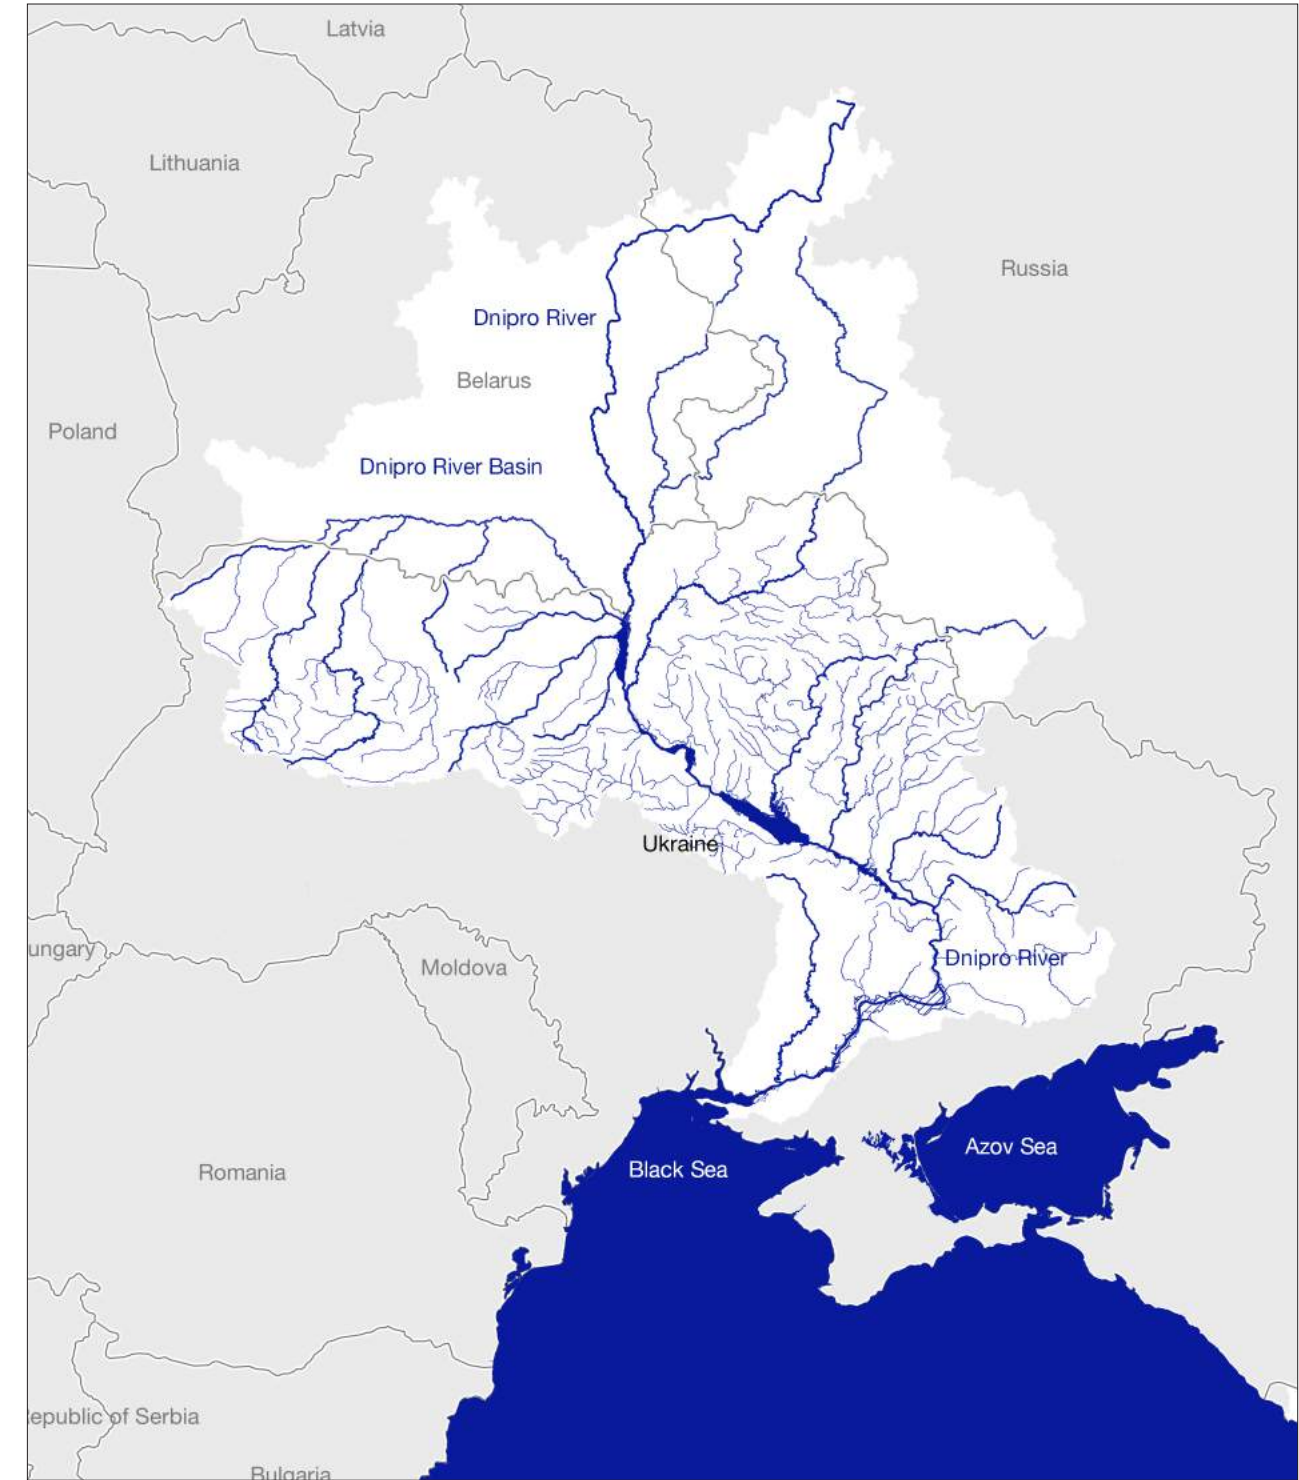 Latvia
Lithuania
Russia
Dnipro River
Belarus
Poland
Dnipro River Basin
Ukraine
ungary
Dnipro River
Moldova
Azov Sea
Black Sea
Romania
epublic of Serbia
Bulgaria